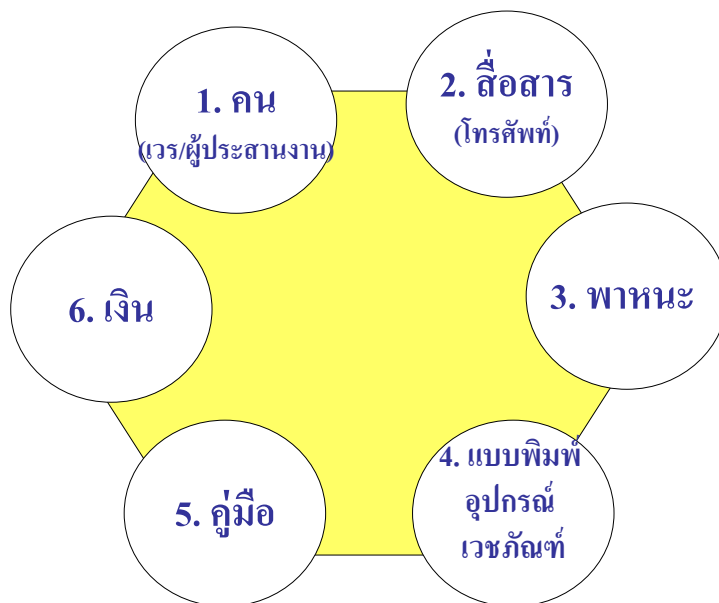 1. คน
(เวร/ผู้ประสานงาน)
2. สื่อสาร
(โทรศัพท์)
3. พาหนะ
4. แบบพิมพ์
อุปกรณ์
เวชภัณฑ์
5. คู่มือ
6. เงิน